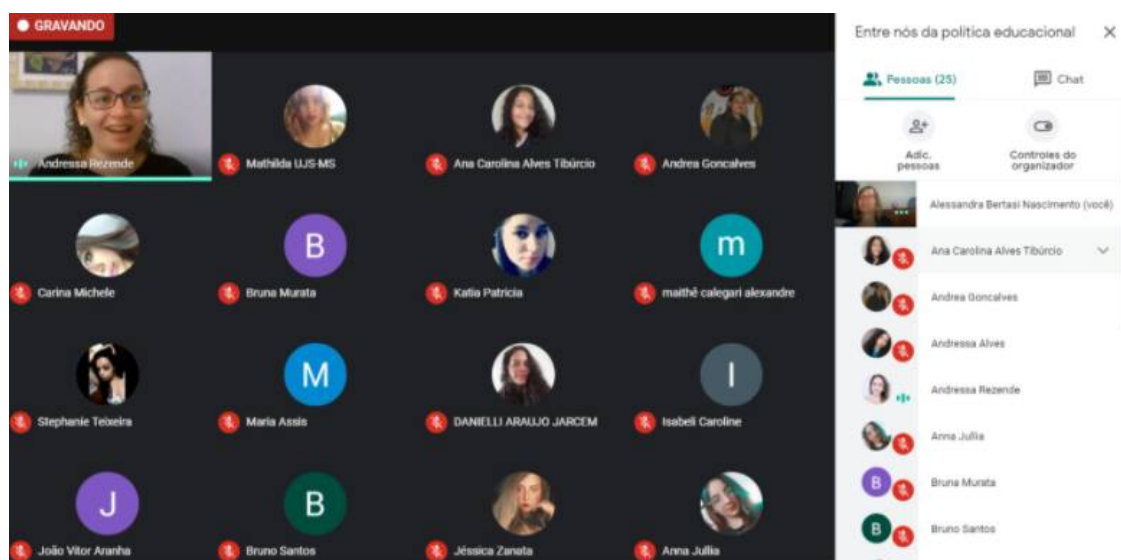 GRAVANDO
Andressa Rezende
Mathilda UJS-MS
Ana Carolina Alves Tibúrcio
Andrea Goncalves
Carina Michele
B
Bruna Murata
Katia Patricia
m
maithê calegari alexandre
Stephanie Teixeira
M
Maria Assis
DANIELLI ARAUJO JARCEM
I
Isabeli Caroline
J
João Vitor Aranha
B
Bruno Santos
Jéssica Zanata
Anna Jullia
Entre nós da política educacional
Pessoas (25)
Chat
Adic.
pessoas
Controles do
organizador
Alessandra Bertasi Nascimento (você)
Ana Carolina Alves Tibúrcio
Andrea Goncalves
Andressa Alves
Andressa Rezende
Anna Jullia
B
Bruna Murata
B
Bruno Santos